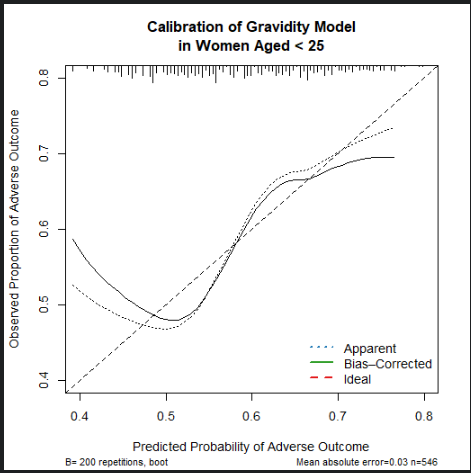 Calibration of Gravidity Model
in Women Aged < 25
Observed Proportion of Adverse Outcome
0.8
0.7
0.6
0.5
0.4
Apparent
Bias–Corrected
Ideal
0.4 0.5 0.6 0.7 0.8
Predicted Probability of Adverse Outcome
B= 200 repetitions, boot Mean absolute error=0.03 n=546